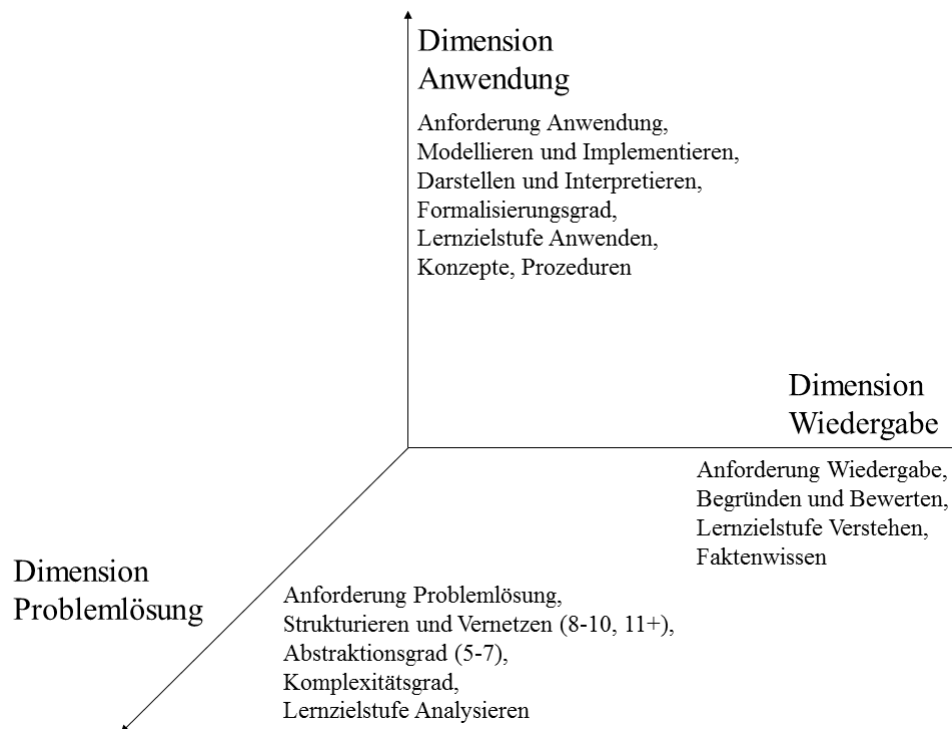 Dimension
Anwendung
Anforderung Anwendung,
Modellieren und Implementieren,
Darstellen und Interpretieren,
Formalisierungsgrad,
Lernzielstufe Anwenden,
Konzepte, Prozeduren
Dimension
Wiedergabe
Anforderung Wiedergabe,
Begründen und Bewerten,
Lernzielstufe Verstehen,
Faktenwissen
Dimension
Problemlösung
Anforderung Problemlösung,
Strukturieren und Vernetzen (8-10, 11+),
Abstraktionsgrad (5-7),
Komplexitätsgrad,
Lernzielstufe Analysieren